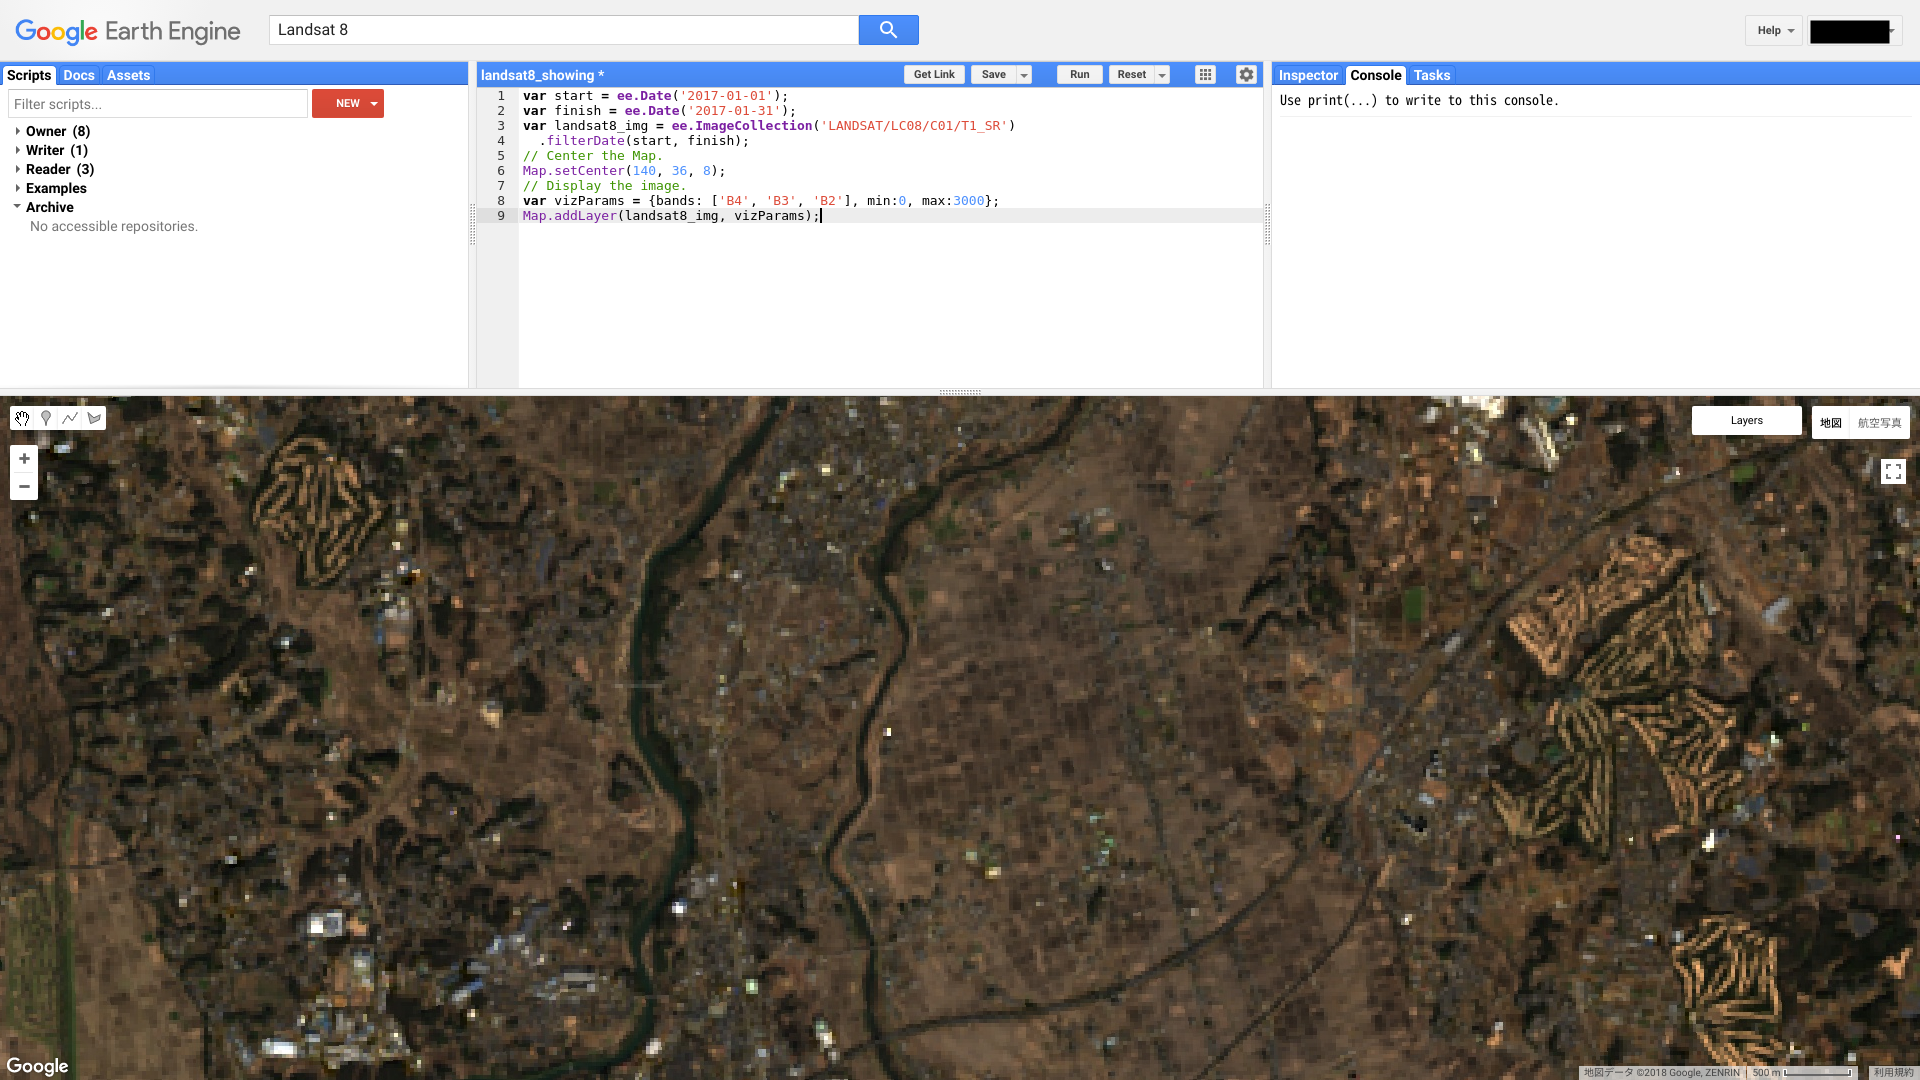 Google Earth Engine
Landsat 8
Help
Scripts Docs Assets
Filter scripts...
NEW
Owner (8)
Writer (1)
Reader (3)
Examples
Archive
No accessible repositories.
landsat8_showing *
Get Link Save Run Reset
1 var start = ee.Date('2017-01-01');
2 var finish = ee.Date('2017-01-31');
3 var landsat8_img = ee.ImageCollection('LANDSAT/LC08/C01/T1_SR')
4 .filterDate(start, finish);
5 // Center the Map.
6 Map.setCenter(140, 36, 8);
7 // Display the image.
8 var vizParams = {bands: ['B4', 'B3', 'B2'], min:0, max:3000};
9 Map.addLayer(landsat8_img, vizParams);
Inspector Console Tasks
Use print(...) to write to this console.
Layers
地図 航空写真
Google
地図データ ©2018 Google, ZENRIN 500 m 利用規約